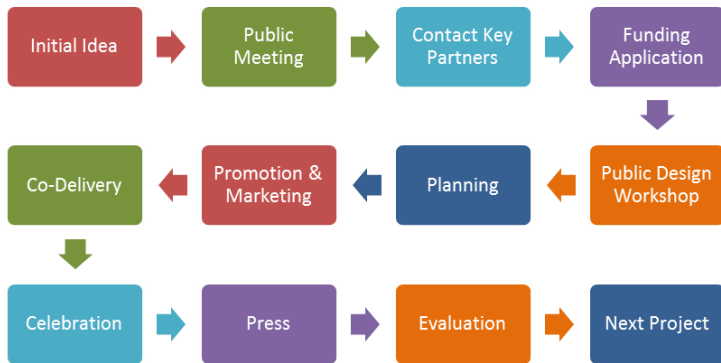 Initial Idea
Public
Meeting
Contact Key
Partners
Funding
Application
Public Design
Workshop
Planning
Promotion &
Marketing
Co-Delivery
Celebration
Press
Evaluation
Next Project